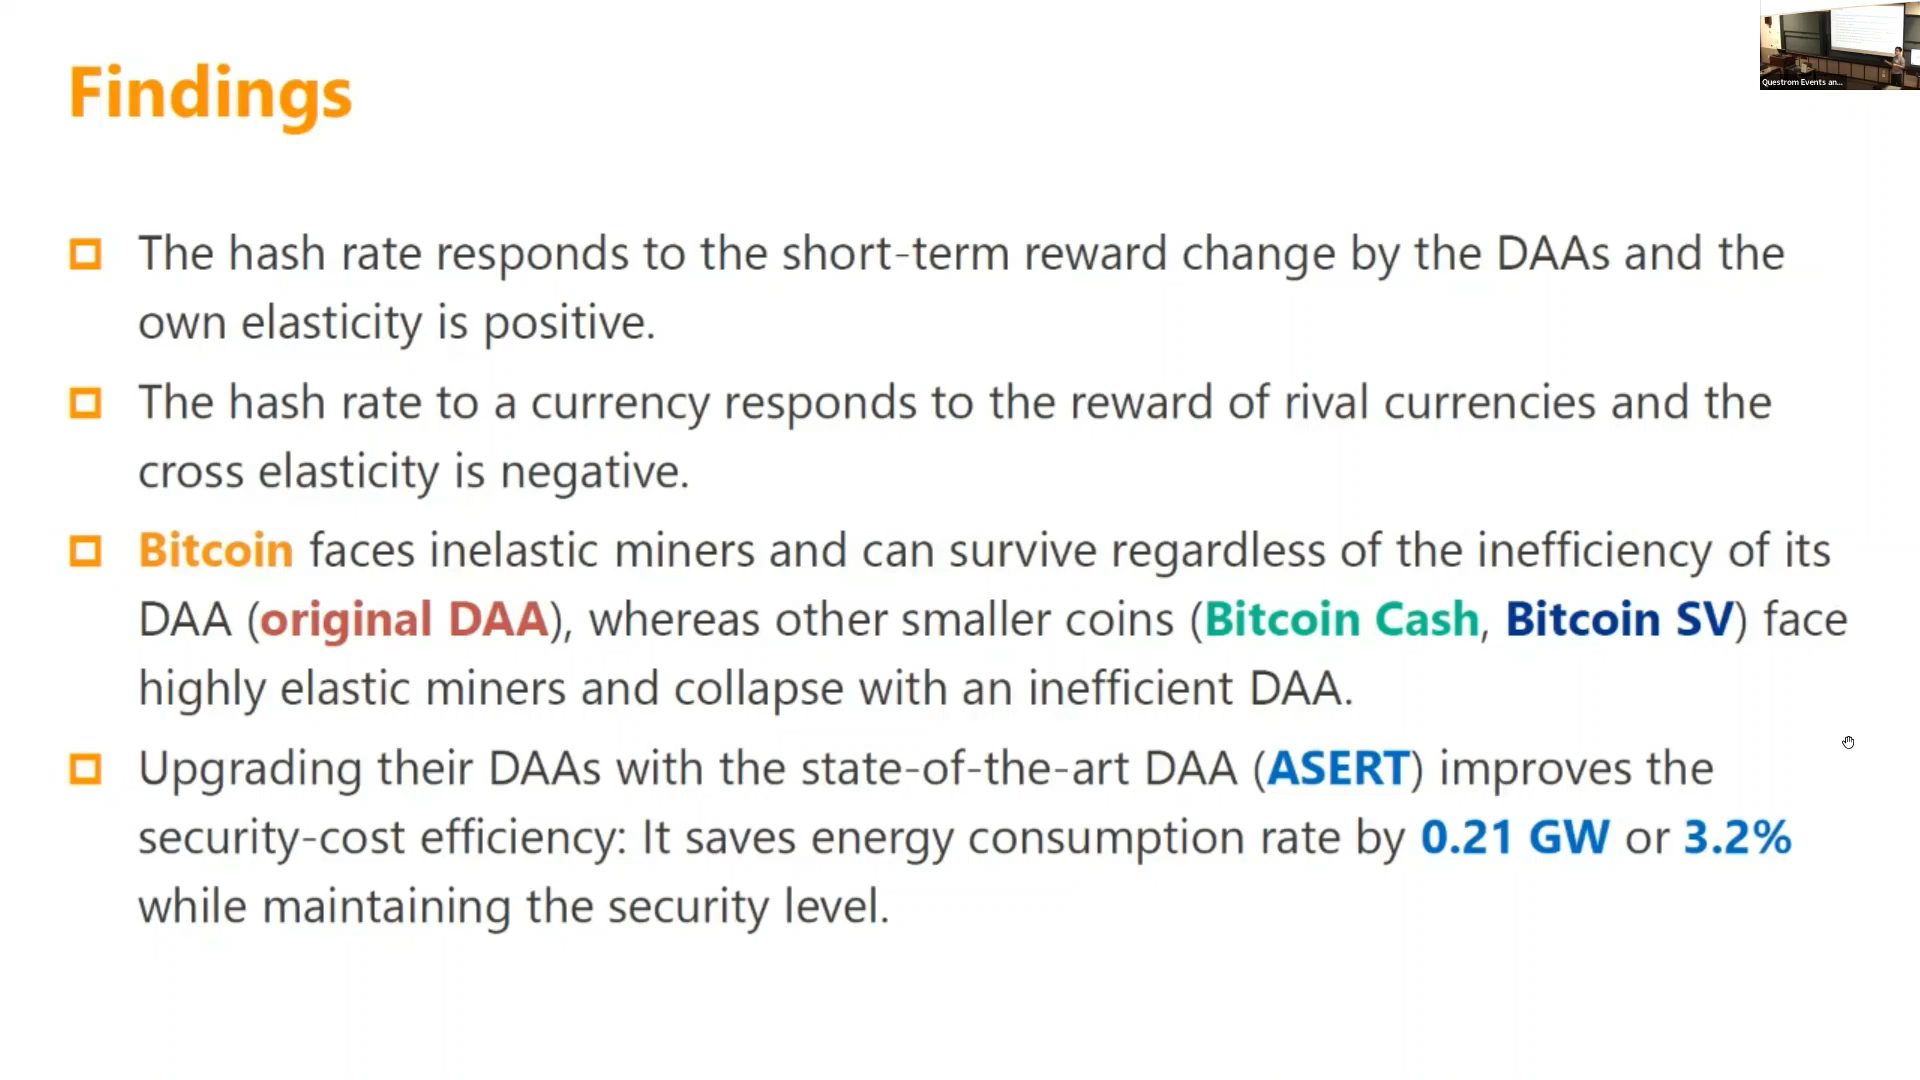 Findings
Questrom Events an...
The hash rate responds to the short-term reward change by the DAAs and the
own elasticity is positive.
The hash rate to a currency responds to the reward of rival currencies and the
cross elasticity is negative.
Bitcoin faces inelastic miners and can survive regardless of the inefficiency of its
DAA (original DAA), whereas other smaller coins (Bitcoin Cash, Bitcoin SV) face
highly elastic miners and collapse with an inefficient DAA.
Upgrading their DAAs with the state-of-the-art DAA (ASERT) improves the
security-cost efficiency: It saves energy consumption rate by 0.21 GW or 3.2%
while maintaining the security level.